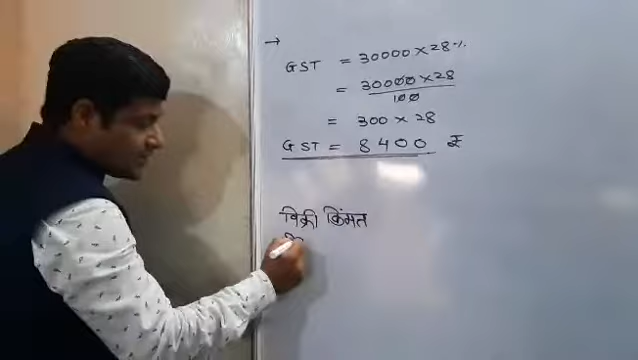 →
GST = 30000 × 28 %
= 30000 × 28
100
= 300 × 28
GST = 8400 ₹
विक्री किंमत